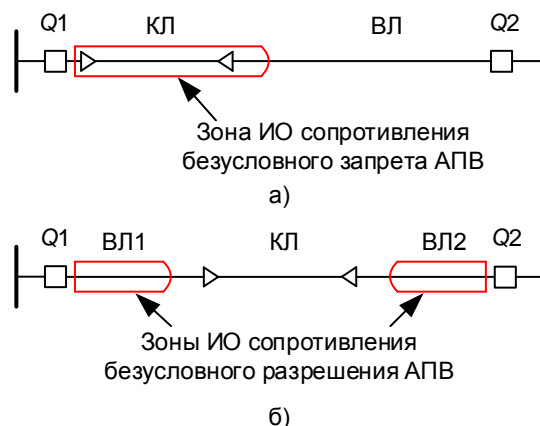 Q1 КЛ ВЛ Q2
Зона ИО сопротивления
безусловного запрета АПВ
а)
Q1 ВЛ1 КЛ ВЛ2 Q2
Зоны ИО сопротивления
безусловного разрешения АПВ
б)